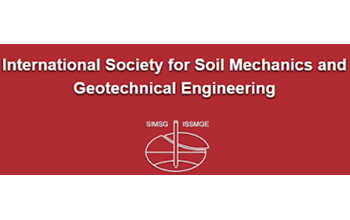 International Society for Soil Mechanics and
Geotechnical Engineering
SIMSG ISSMGE